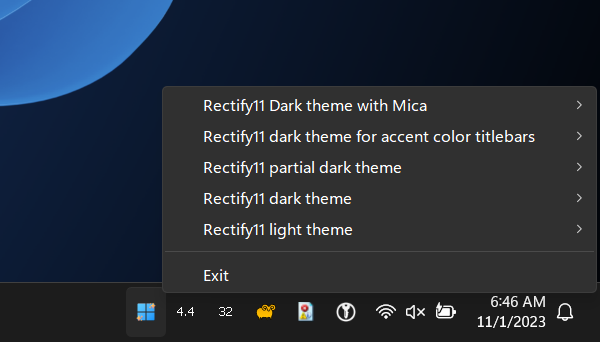 Rectify11 Dark theme with Mica
Rectify11 dark theme for accent color titlebars
Rectify11 partial dark theme
Rectify11 dark theme
Rectify11 light theme
Exit
4.4 32 6:46 AM
11/1/2023